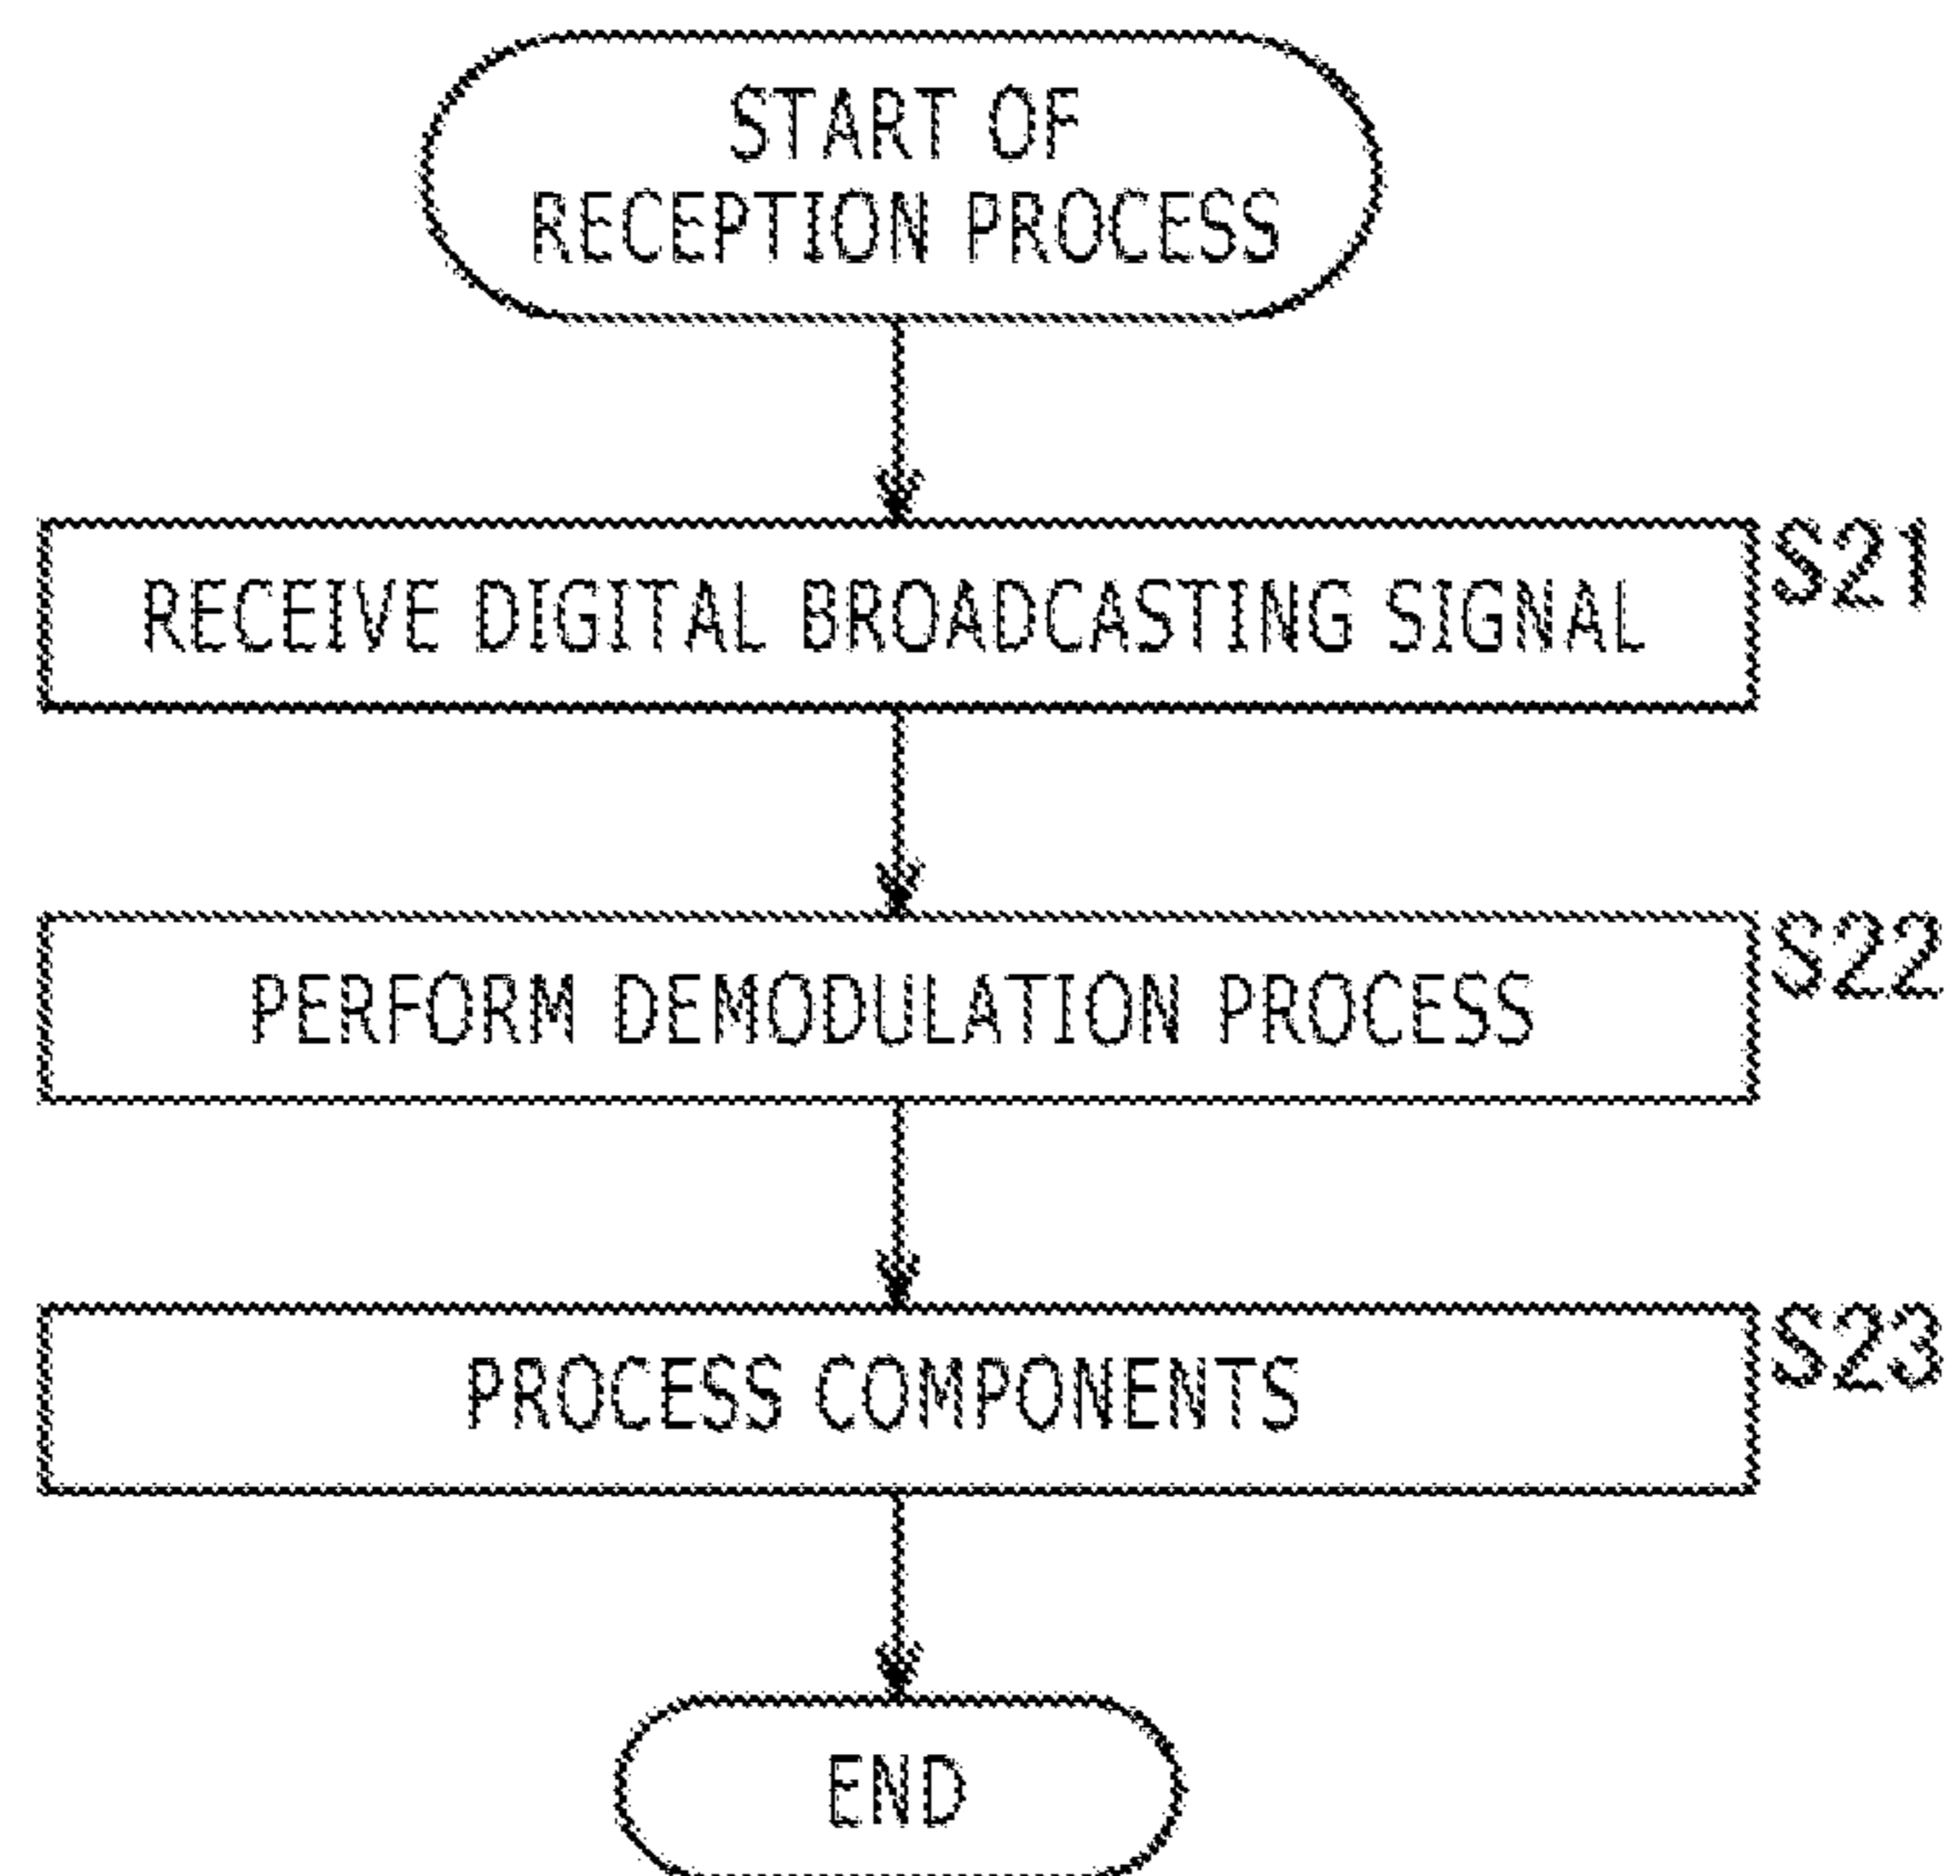 START OF
RECEPTION PROCESS
RECEIVE DIGITAL BROADCASTING SIGNAL
S21
PERFORM DEMODULATION PROCESS
S22
PROCESS COMPONENTS
S23
END